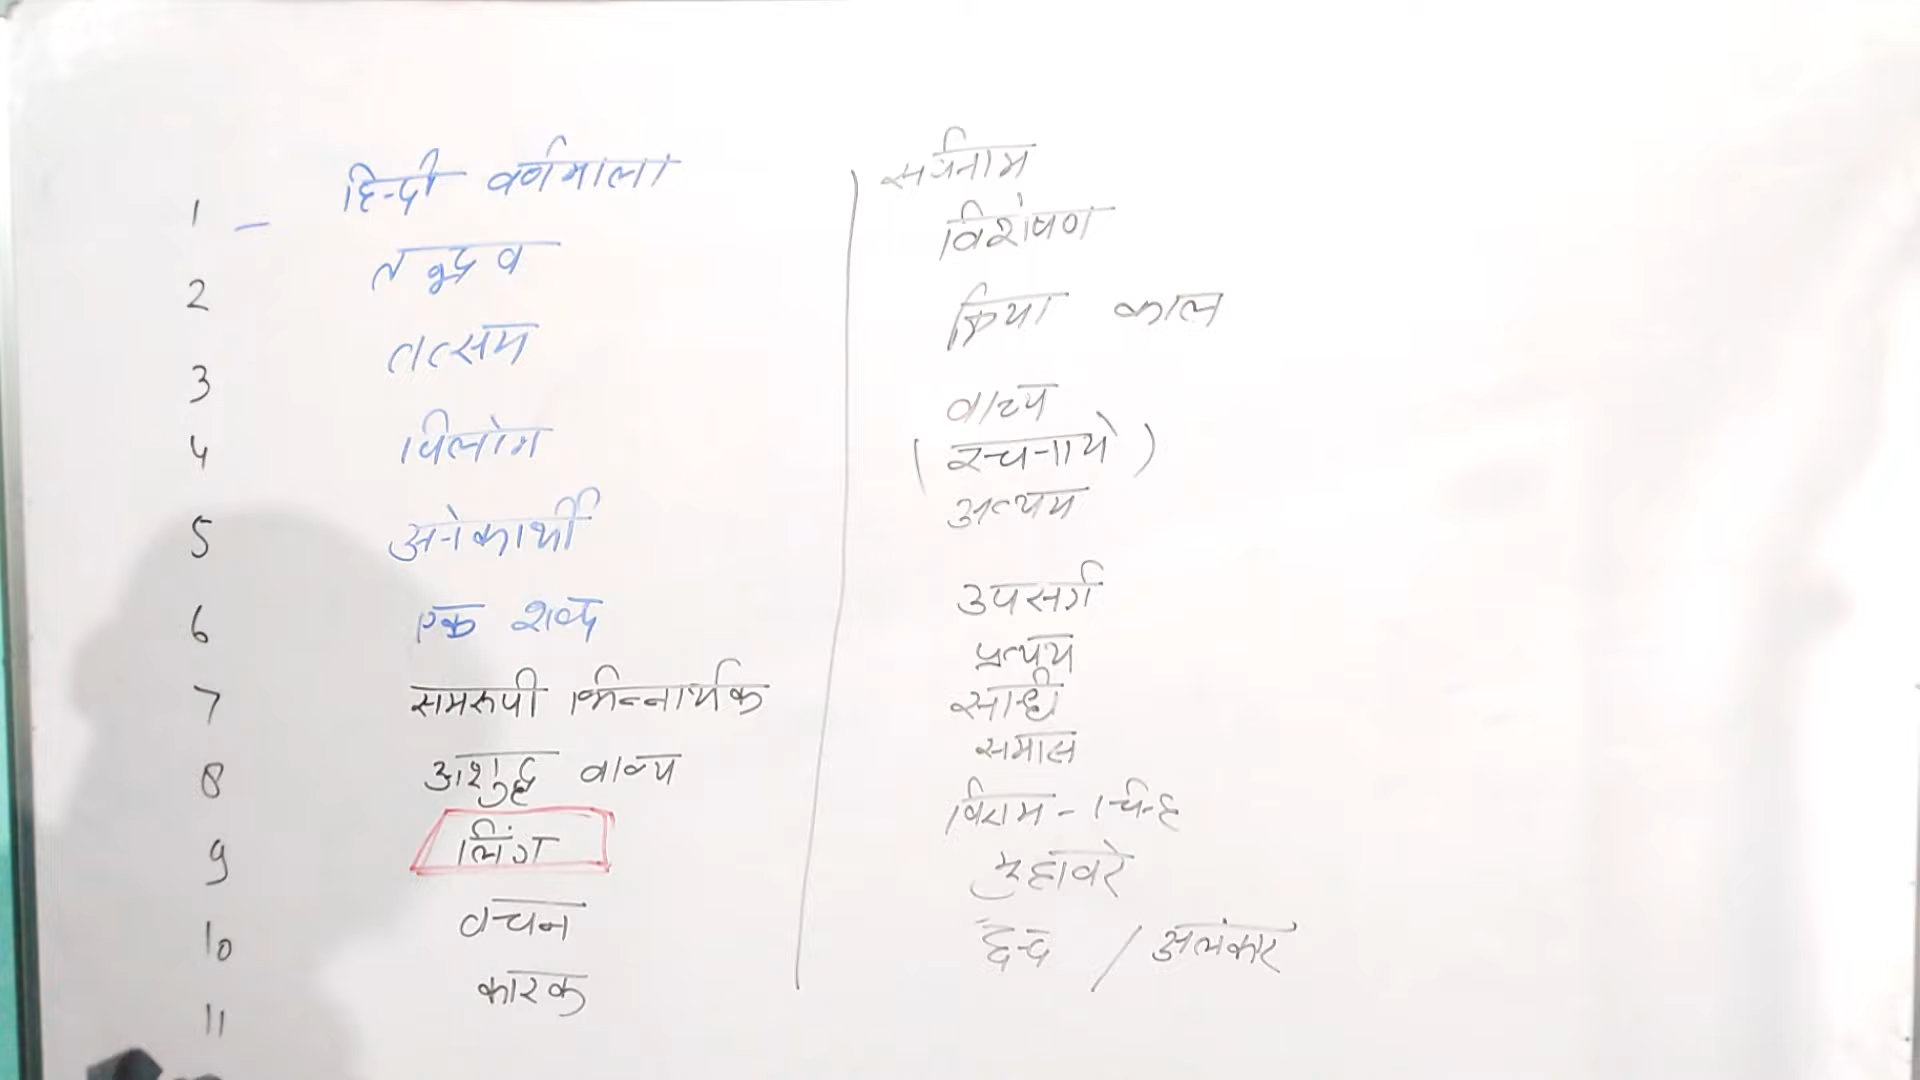 1 – हिन्दी वर्णमाला
2 तद्भव
3 तत्सम
4 विलोम
5 अनेकार्थी
6 एक शब्द
7 समरूपी भिन्नार्थक
8 अशुद्ध वाक्य
9 लिंग
10 वचन
11 कारक
सर्वनाम
विशेषण
क्रिया काल
वाच्य
(रचनाये)
अव्यय
उपसर्ग
प्रत्यय
सन्धि
समास
विराम - चिन्ह
मुहावरे
छन्द / अलंकार